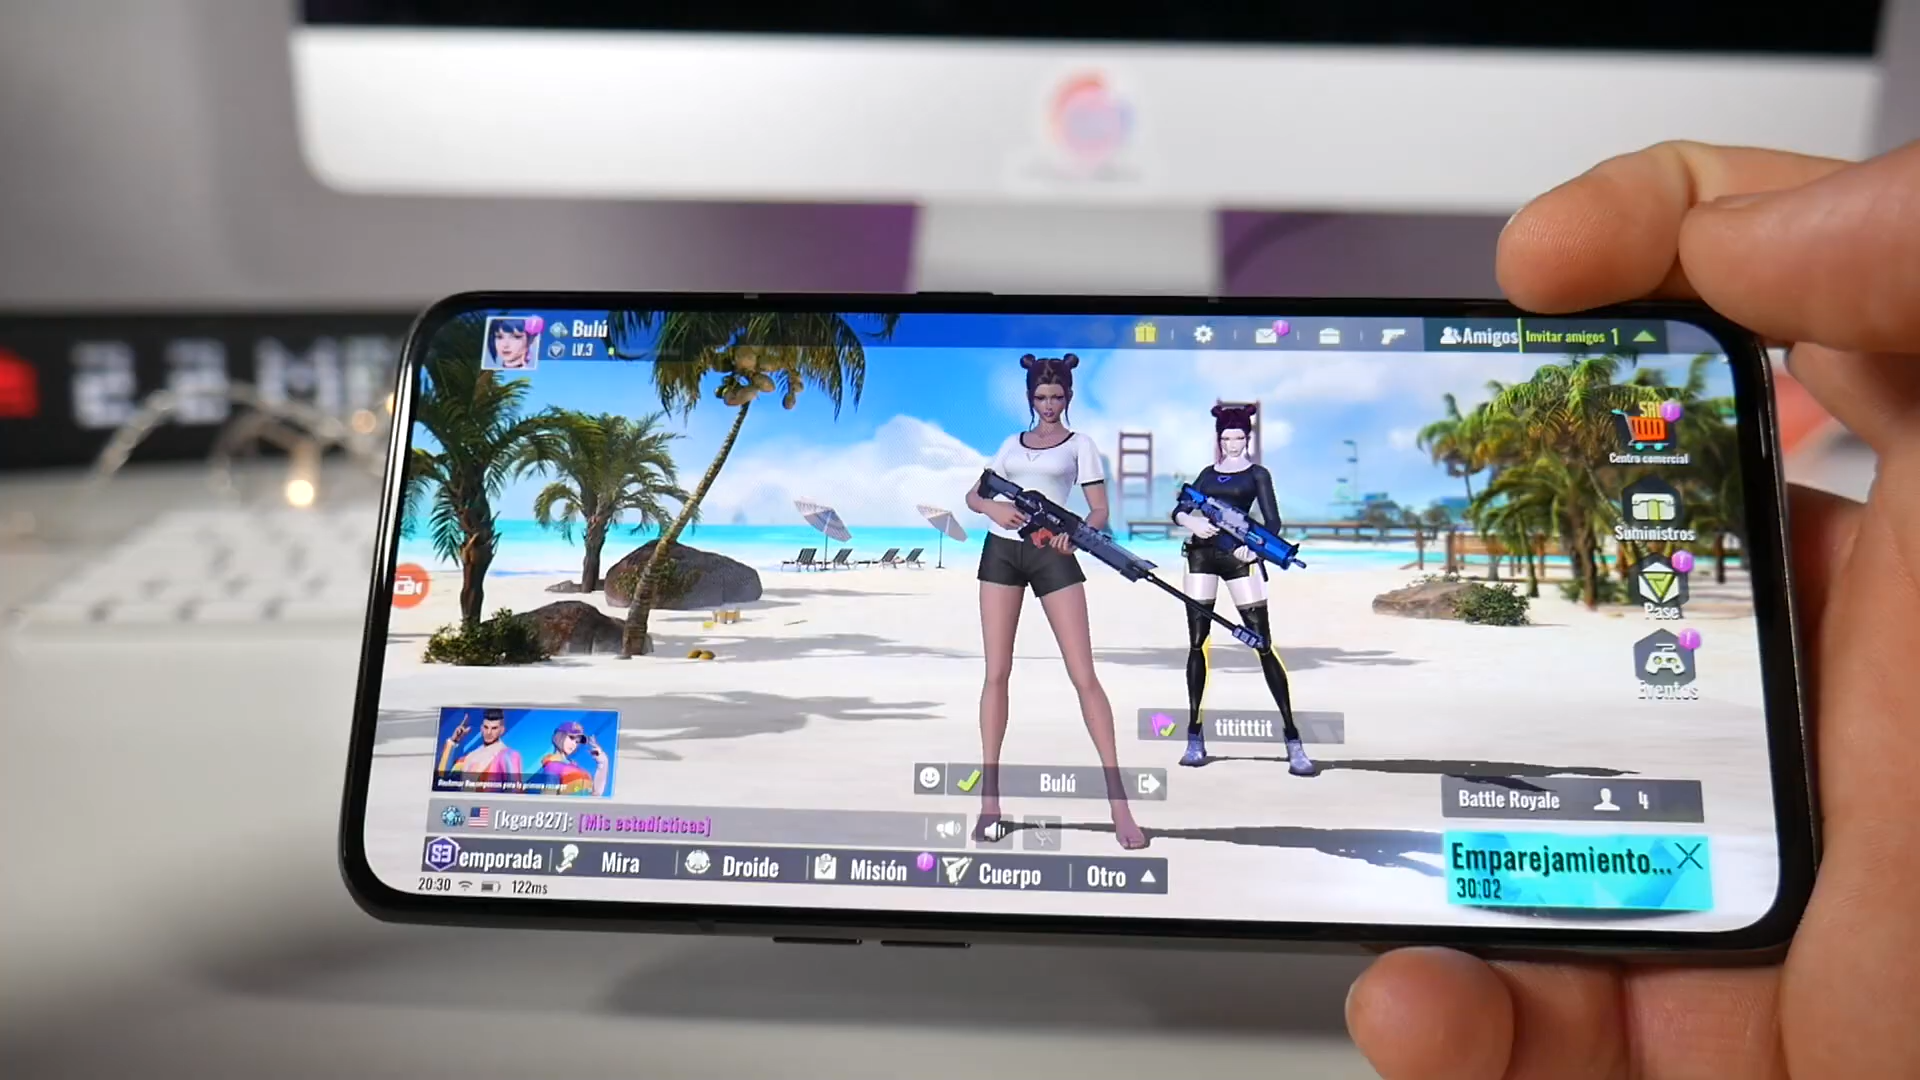 Bulú
LV.3
Amigos
Invitar amigos 1
SALE
Centro comercial
Suministros
Pase
Eventos
tititttit
Bulú
Battle Royale
4
[kgar827]: [Mis estadísticas]
Emparejamiento...
30:02
S3
emporada
Mira
Droide
Misión
Cuerpo
Otro
20:30
122ms